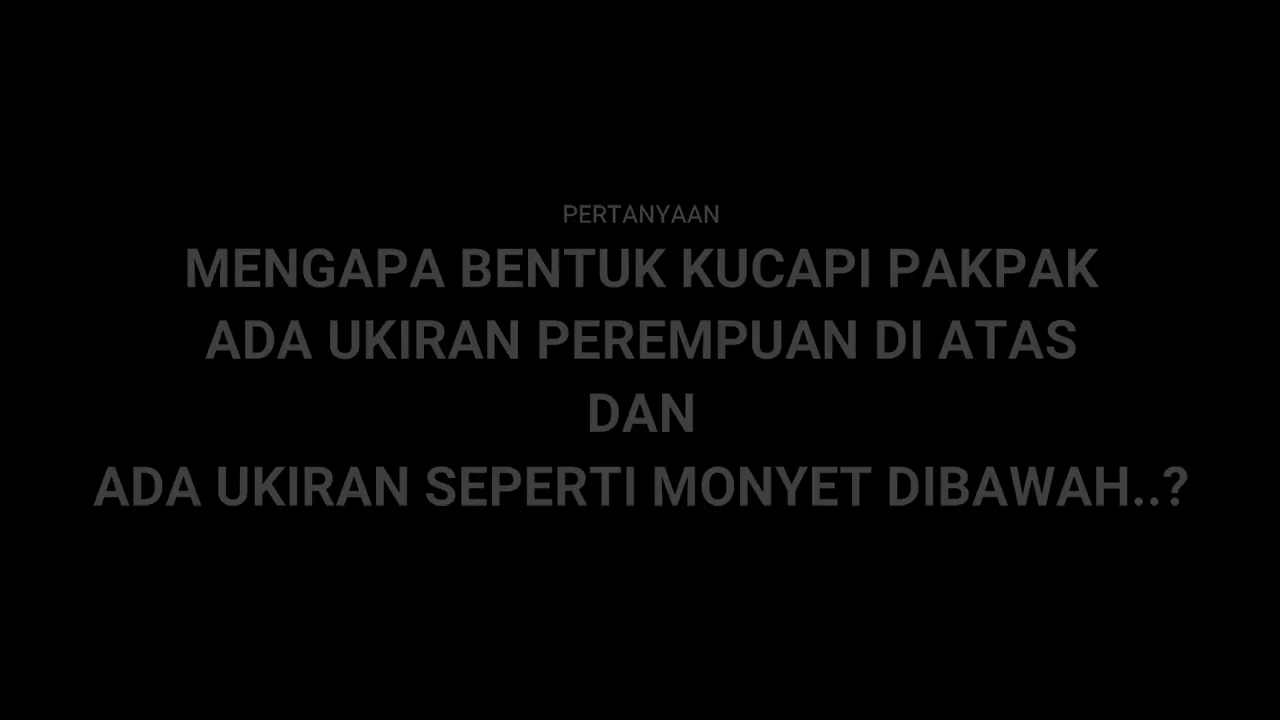 PERTANYAAN
MENGAPA BENTUK KUCAPI PAKPAK
ADA UKIRAN PEREMPUAN DI ATAS
DAN
ADA UKIRAN SEPERTI MONYET DIBAWAH..?